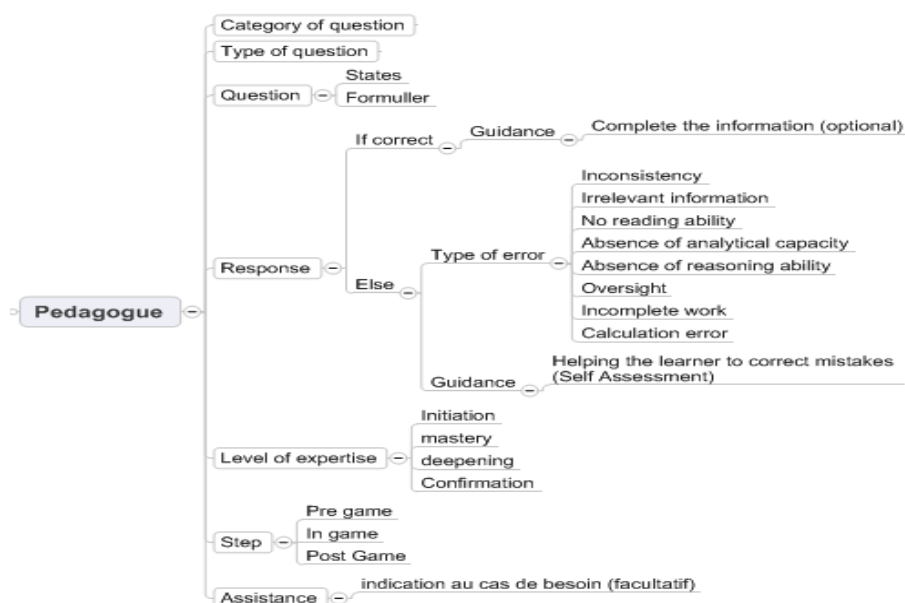 Category of question
Type of question
States
Question
Formuller
Complete the information (optional)
Guidance
If correct
Inconsistency
Irrelevant information
No reading ability
Absence of analytical capacity
Type of error
Absence of reasoning ability
Response
Else
Oversight
Incomplete work
Pedagogue
Calculation error
Helping the learner to correct mistakes
(Self Assessment)
Guidance
Initiation
mastery
Level of expertise
deepening
Confirmation
Pre game
In game
Step
Post Game
indication au cas de besoin (facultatif)
Assistance